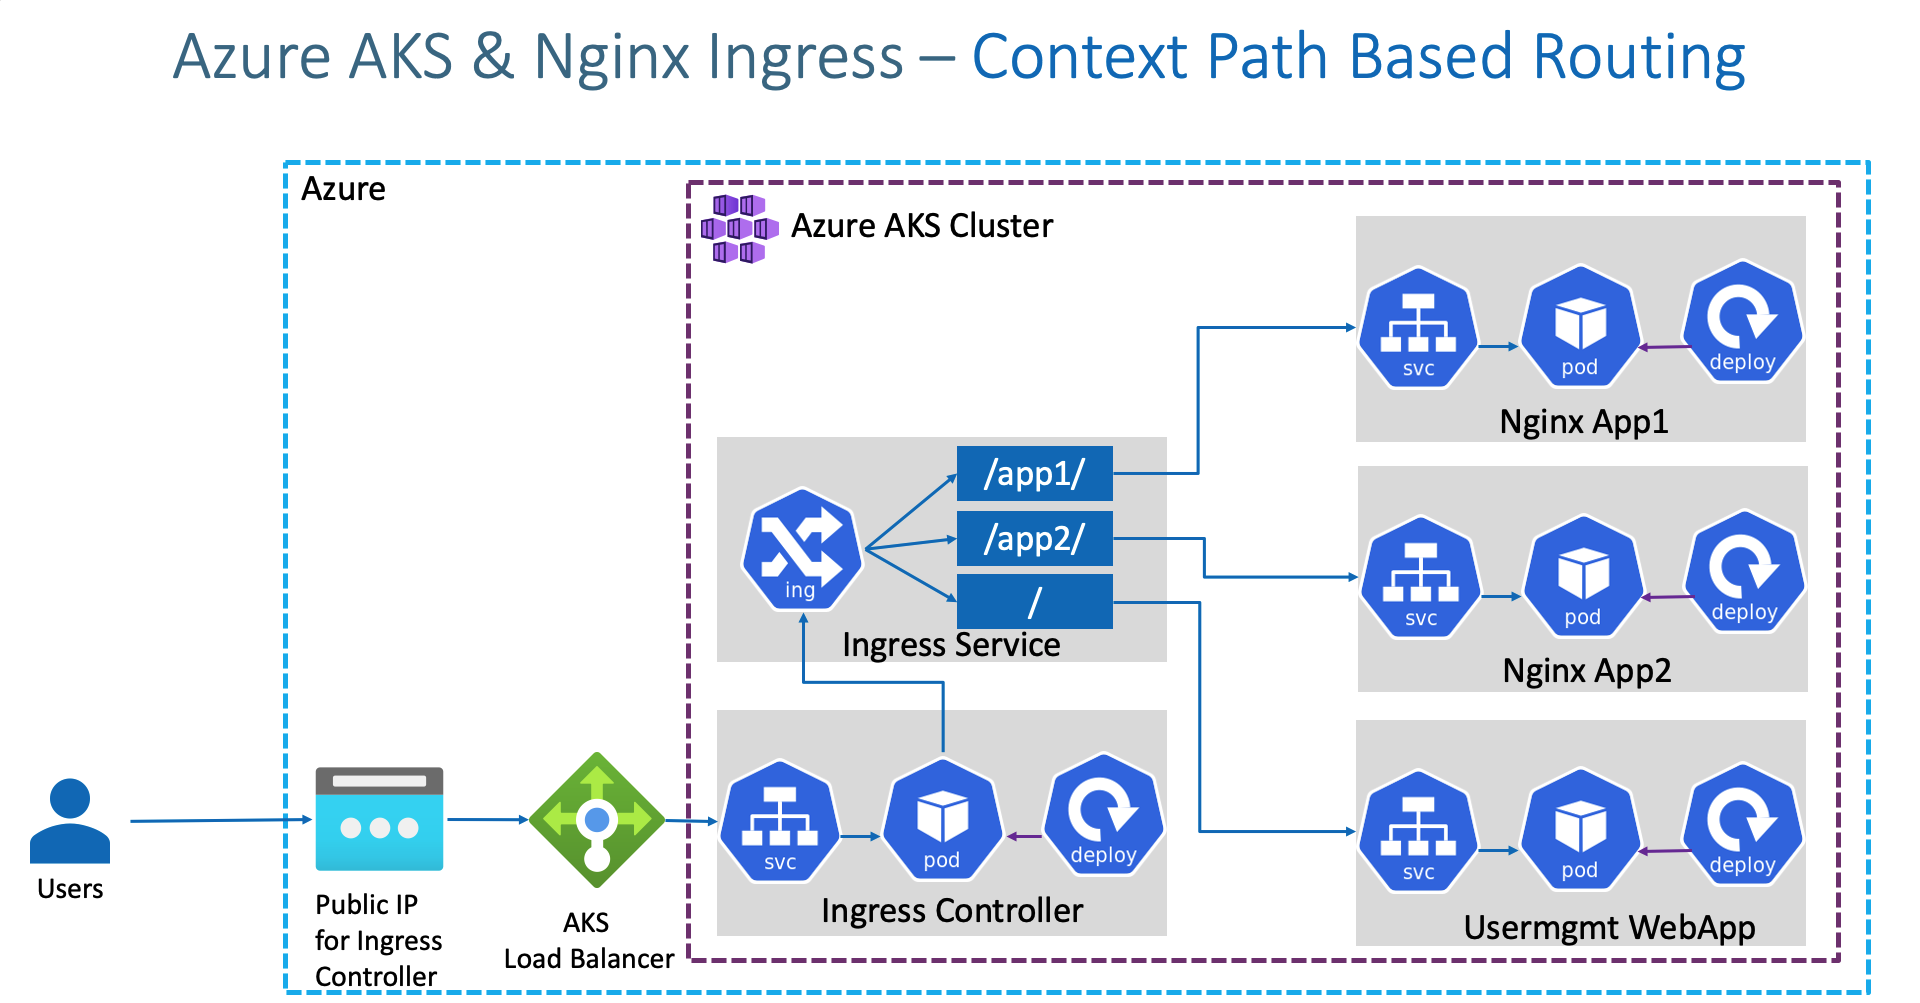 Azure AKS & Nginx Ingress – Context Path Based Routing
Azure
Azure AKS Cluster
svc
pod
deploy
Nginx App1
/app1/
/app2/
/
ing
Ingress Service
svc
pod
deploy
Nginx App2
svc
pod
deploy
Ingress Controller
svc
pod
deploy
Usermgmt WebApp
Users
Public IP
for Ingress
Controller
AKS
Load Balancer